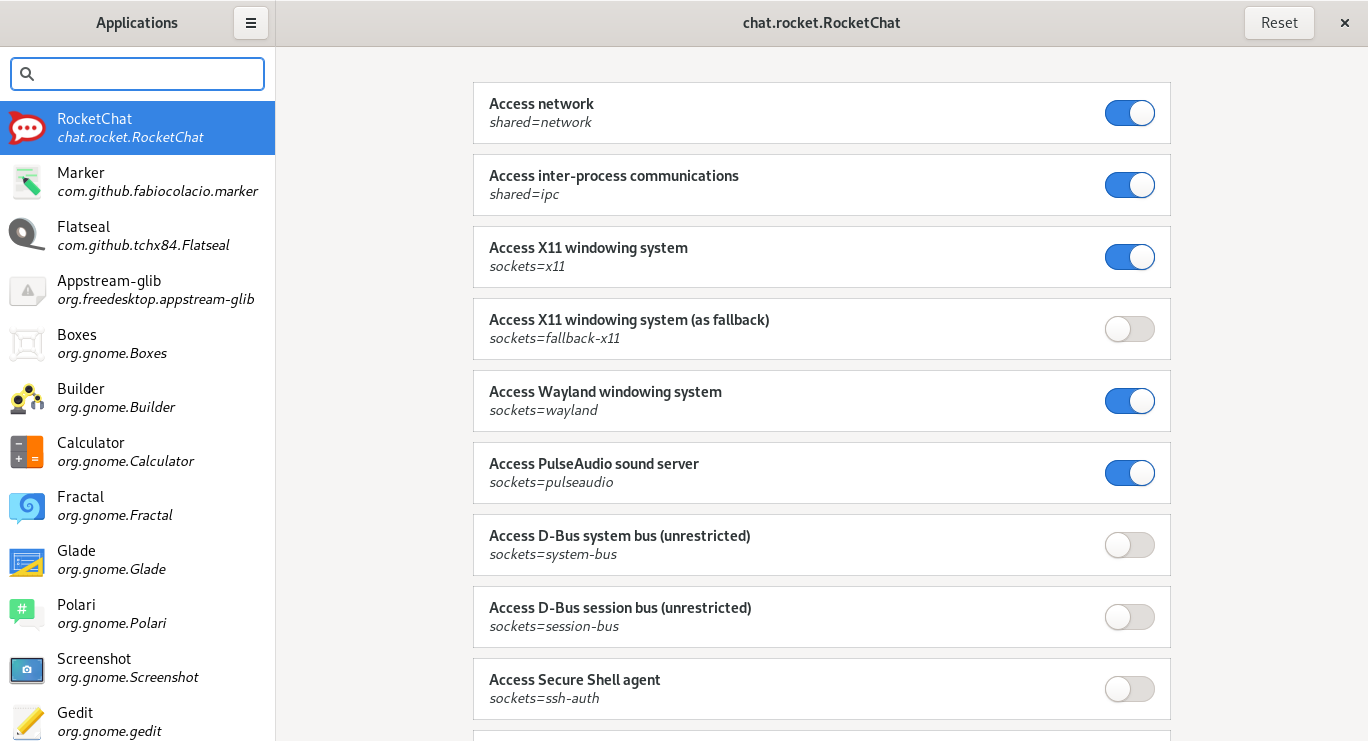 Applications
chat.rocket.RocketChat
Reset
RocketChat
chat.rocket.RocketChat
Marker
com.github.fabiocolacio.marker
Flatseal
com.github.tchx84.Flatseal
Appstream-glib
org.freedesktop.appstream-glib
Boxes
org.gnome.Boxes
Builder
org.gnome.Builder
Calculator
org.gnome.Calculator
Fractal
org.gnome.Fractal
Glade
org.gnome.Glade
Polari
org.gnome.Polari
Screenshot
org.gnome.Screenshot
Gedit
org.gnome.gedit
Access network
shared=network
Access inter-process communications
shared=ipc
Access X11 windowing system
sockets=x11
Access X11 windowing system (as fallback)
sockets=fallback-x11
Access Wayland windowing system
sockets=wayland
Access PulseAudio sound server
sockets=pulseaudio
Access D-Bus system bus (unrestricted)
sockets=system-bus
Access D-Bus session bus (unrestricted)
sockets=session-bus
Access Secure Shell agent
sockets=ssh-auth